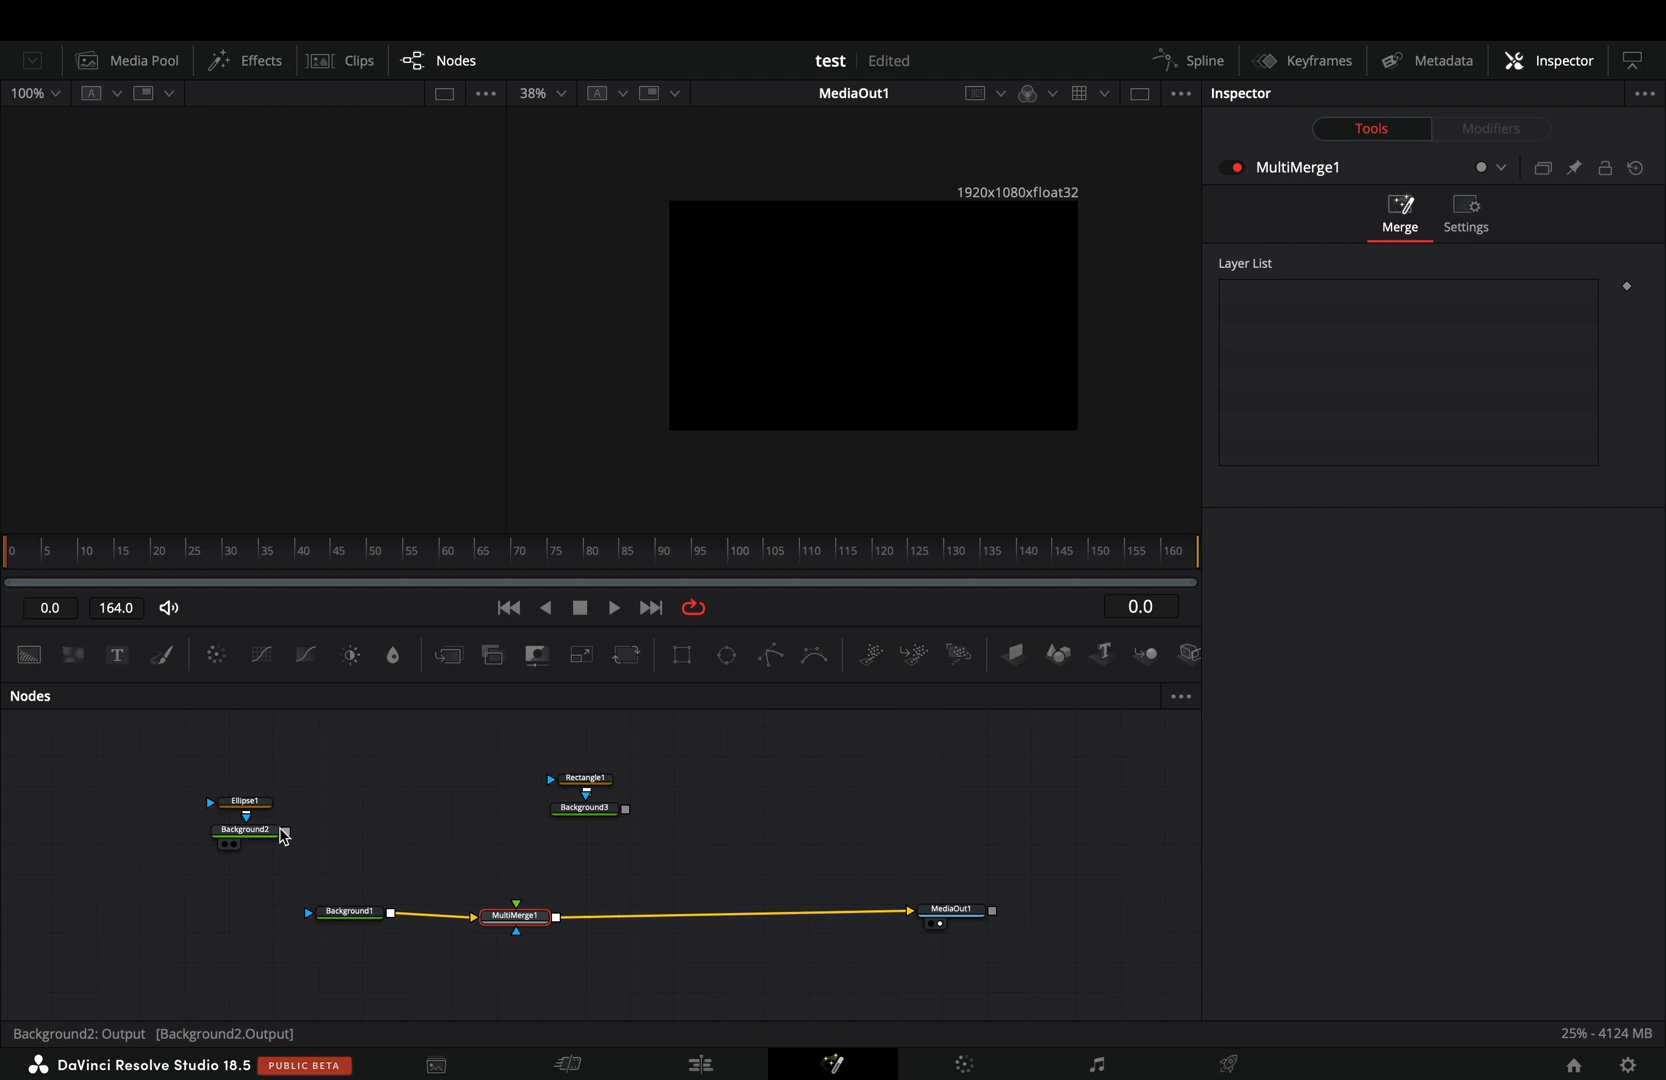 Media Pool
Effects
Clips
Nodes
test
Edited
Spline
Keyframes
Metadata
Inspector
100%
A
38%
A
MediaOut1
Inspector
Tools
Modifiers
MultiMerge1
1920x1080xfloat32
Merge
Settings
Layer List
0 5 10 15 20 25 30 35 40 45 50 55 60 65 70 75 80 85 90 95 100 105 110 115 120 125 130 135 140 145 150 155 160
0.0
164.0
0.0
T
T
Nodes
Rectangle1
Ellipse1
Background3
Background2
Background1
MultiMerge1
MediaOut1
Background2: Output [Background2.Output]
25% - 4124 MB
DaVinci Resolve Studio 18.5
PUBLIC BETA